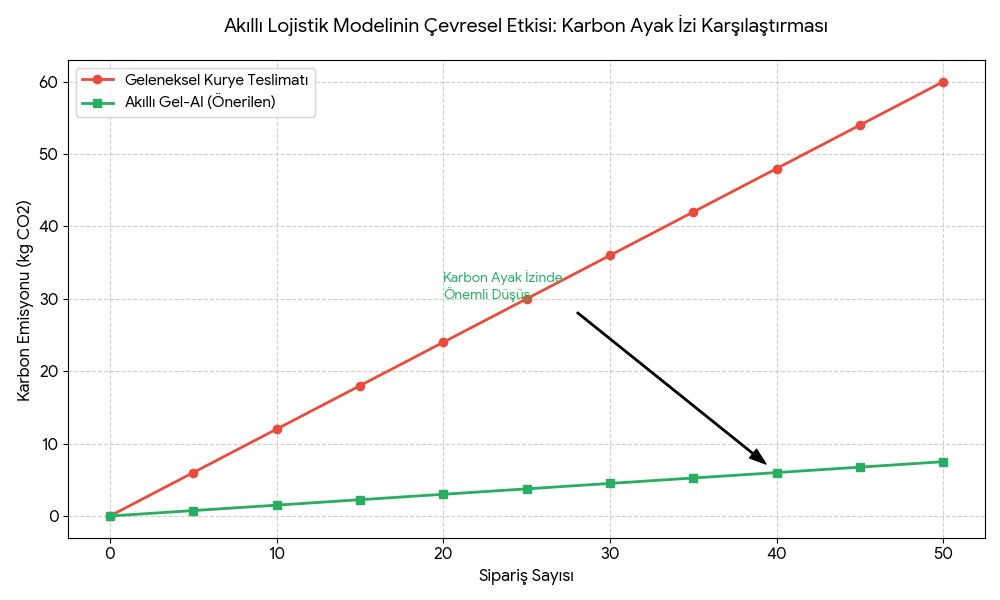 Akıllı Lojistik Modelinin Çevresel Etkisi: Karbon Ayak İzi Karşılaştırması
Geleneksel Kurye Teslimatı
Akıllı Gel-Al (Önerilen)
Karbon Emisyonu (kg CO2)
60
50
40
30
20
10
0
Karbon Ayak İzinde
Önemli Düşüş
0 10 20 30 40 50
Sipariş Sayısı